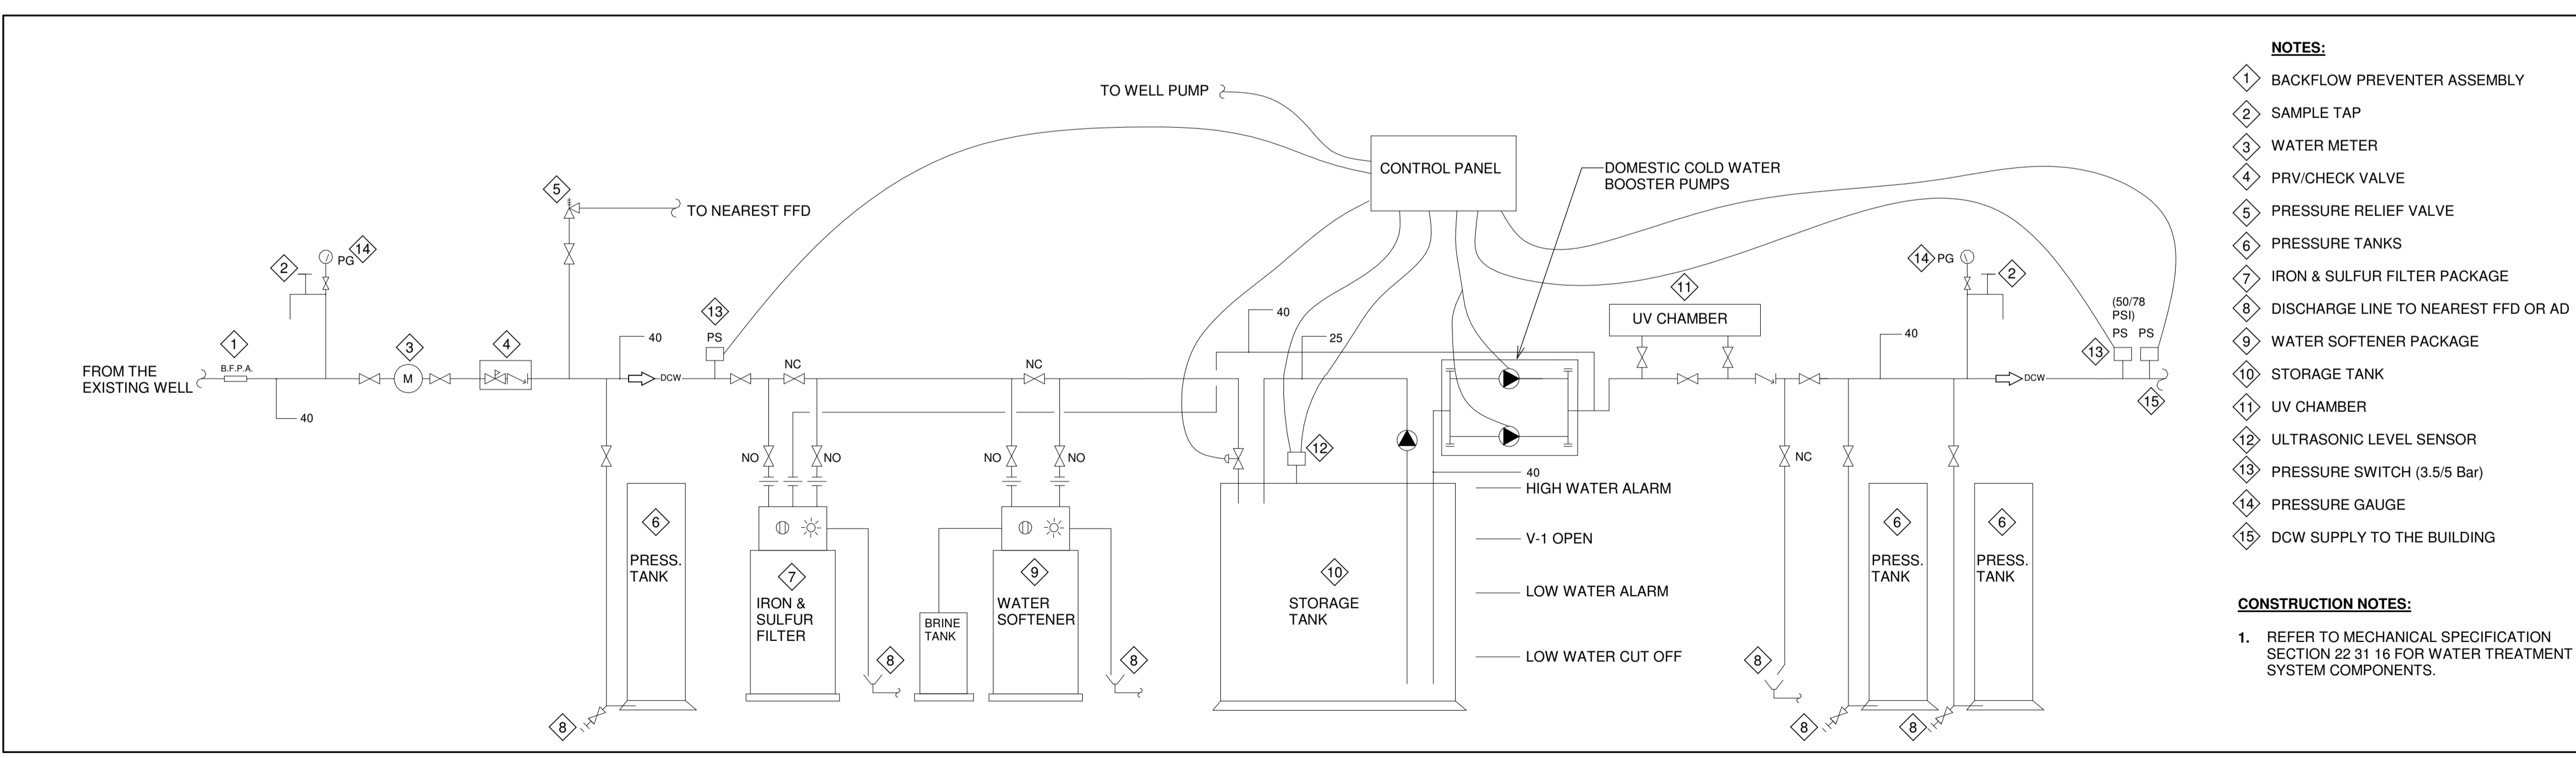 TO WELL PUMP
CONTROL PANEL
DOMESTIC COLD WATER
BOOSTER PUMPS
5
TO NEAREST FFD
2
14
PG
1
B.F.P.A.
FROM THE
EXISTING WELL
40
3
M
4
40
DCW
13
PS
NC
NC
NO
NO
NO
NO
6
PRESS.
TANK
8
7
IRON &
SULFUR
FILTER
8
BRINE
TANK
9
WATER
SOFTENER
8
40
25
12
10
STORAGE
TANK
40
HIGH WATER ALARM
V-1 OPEN
LOW WATER ALARM
LOW WATER CUT OFF
11
UV CHAMBER
NC
8
40
14
PG
2
DCW
(50/78
PSI)
PS PS
13
15
6
PRESS.
TANK
8
6
PRESS.
TANK
8
NOTES:
1 BACKFLOW PREVENTER ASSEMBLY
2 SAMPLE TAP
3 WATER METER
4 PRV/CHECK VALVE
5 PRESSURE RELIEF VALVE
6 PRESSURE TANKS
7 IRON & SULFUR FILTER PACKAGE
8 DISCHARGE LINE TO NEAREST FFD OR AD
9 WATER SOFTENER PACKAGE
10 STORAGE TANK
11 UV CHAMBER
12 ULTRASONIC LEVEL SENSOR
13 PRESSURE SWITCH (3.5/5 Bar)
14 PRESSURE GAUGE
15 DCW SUPPLY TO THE BUILDING
CONSTRUCTION NOTES:
1. REFER TO MECHANICAL SPECIFICATION
SECTION 22 31 16 FOR WATER TREATMENT
SYSTEM COMPONENTS.